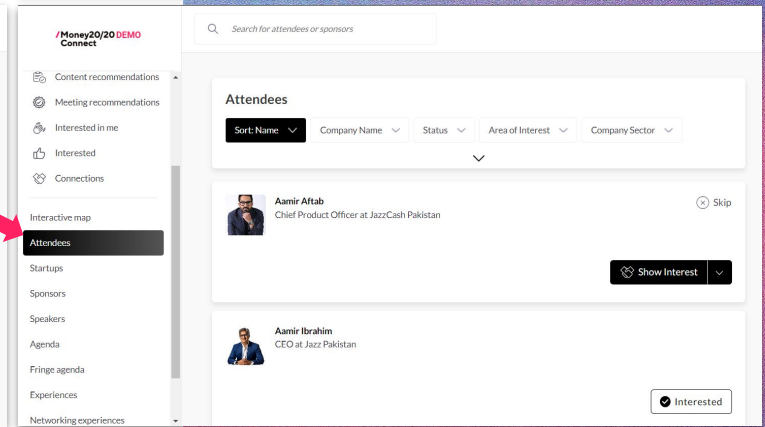 /Money20/20 DEMO
Connect
Search for attendees or sponsors
Content recommendations
Meeting recommendations
Interested in me
Interested
Connections
Interactive map
Attendees
Startups
Sponsors
Speakers
Agenda
Fringe agenda
Experiences
Networking experiences
Attendees
Sort: Name
Company Name
Status
Area of Interest
Company Sector
Aamir Aftab
Chief Product Officer at JazzCash Pakistan
Skip
Show Interest
Aamir Ibrahim
CEO at Jazz Pakistan
Interested